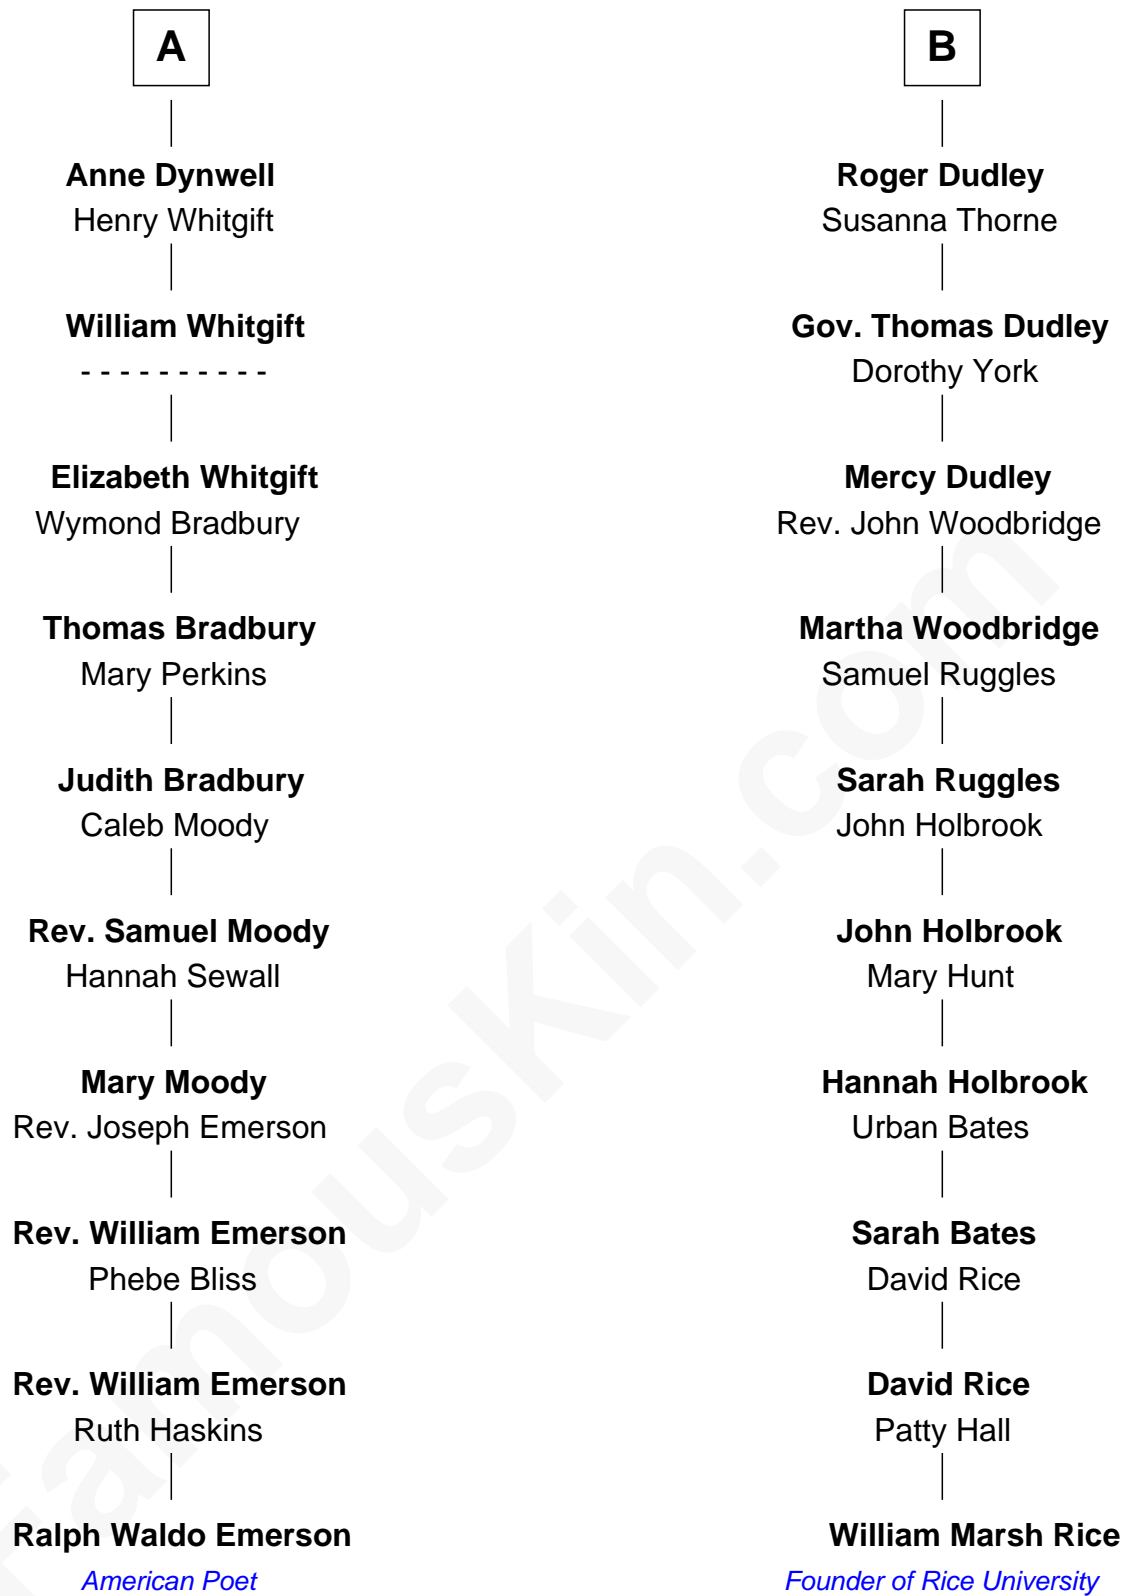 A
Anne Dynwell
Henry Whitgift
William Whitgift
- - - - - - - - - -
Elizabeth Whitgift
Wymond Bradbury
Thomas Bradbury
Mary Perkins
Judith Bradbury
Caleb Moody
Rev. Samuel Moody
Hannah Sewall
Mary Moody
Rev. Joseph Emerson
Rev. William Emerson
Phebe Bliss
Rev. William Emerson
Ruth Haskins
Ralph Waldo Emerson
American Poet
B
Roger Dudley
Susanna Thorne
Gov. Thomas Dudley
Dorothy York
Mercy Dudley
Rev. John Woodbridge
Martha Woodbridge
Samuel Ruggles
Sarah Ruggles
John Holbrook
John Holbrook
Mary Hunt
Hannah Holbrook
Urban Bates
Sarah Bates
David Rice
David Rice
Patty Hall
William Marsh Rice
Founder of Rice University
FamousKin.com